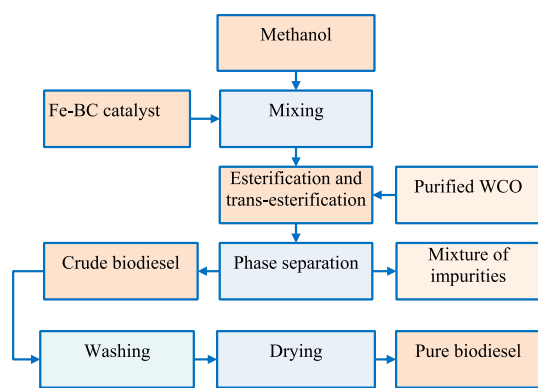 Methanol
Fe-BC catalyst
Mixing
Esterification and
trans-esterification
Purified WCO
Crude biodiesel
Phase separation
Mixture of
impurities
Washing
Drying
Pure biodiesel